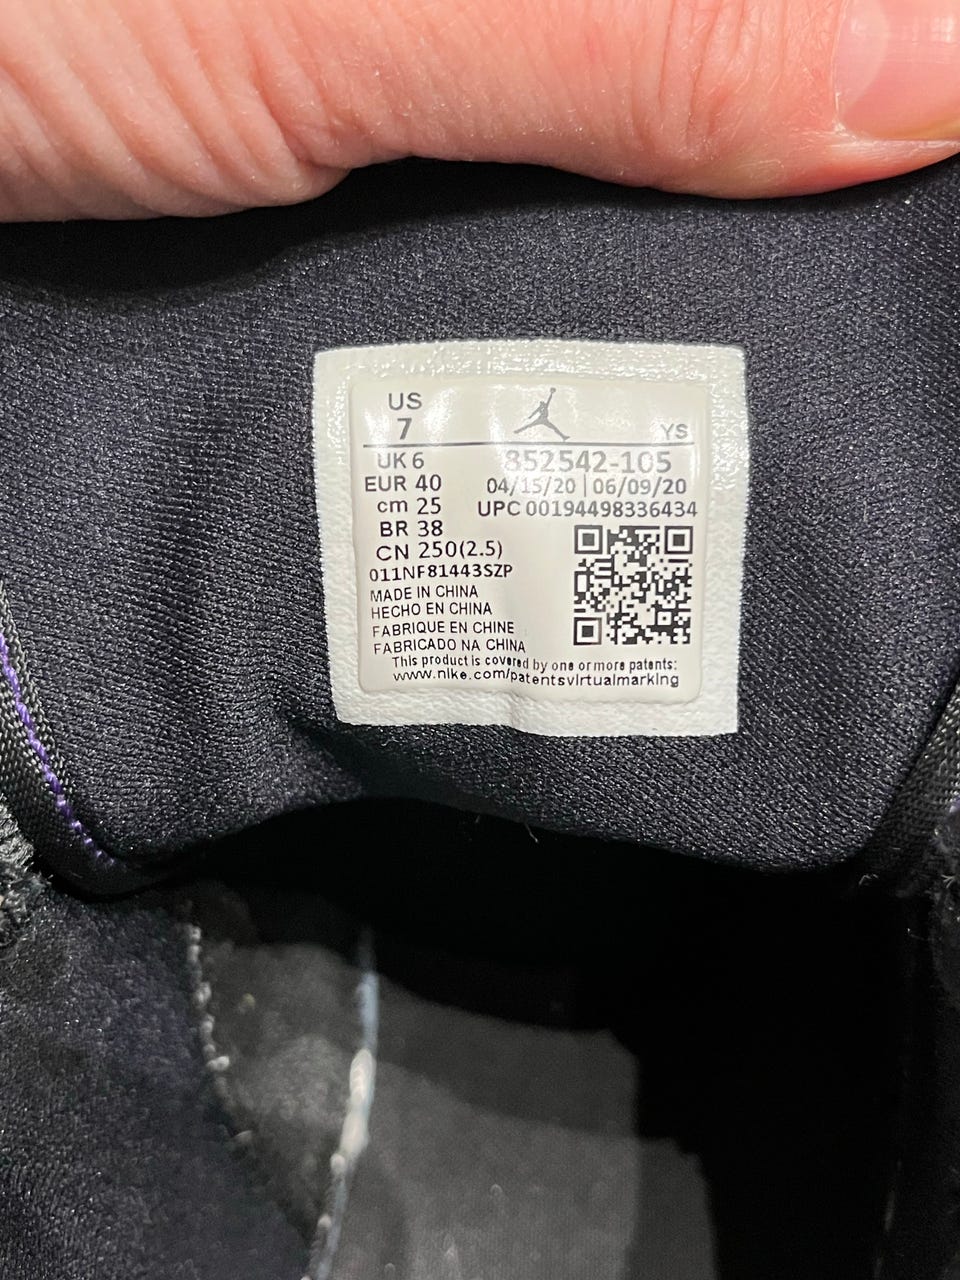 US
7
YS
UK 6
852542-105
EUR 40
04/15/20 | 06/09/20
cm 25
UPC 00194498336434
BR 38
CN 250(2.5)
011NF81443SZP
MADE IN CHINA
HECHO EN CHINA
FABRIQUE EN CHINE
FABRICADO NA CHINA
This product is covered by one or more patents:
www.nike.com/patentsvirtualmarking